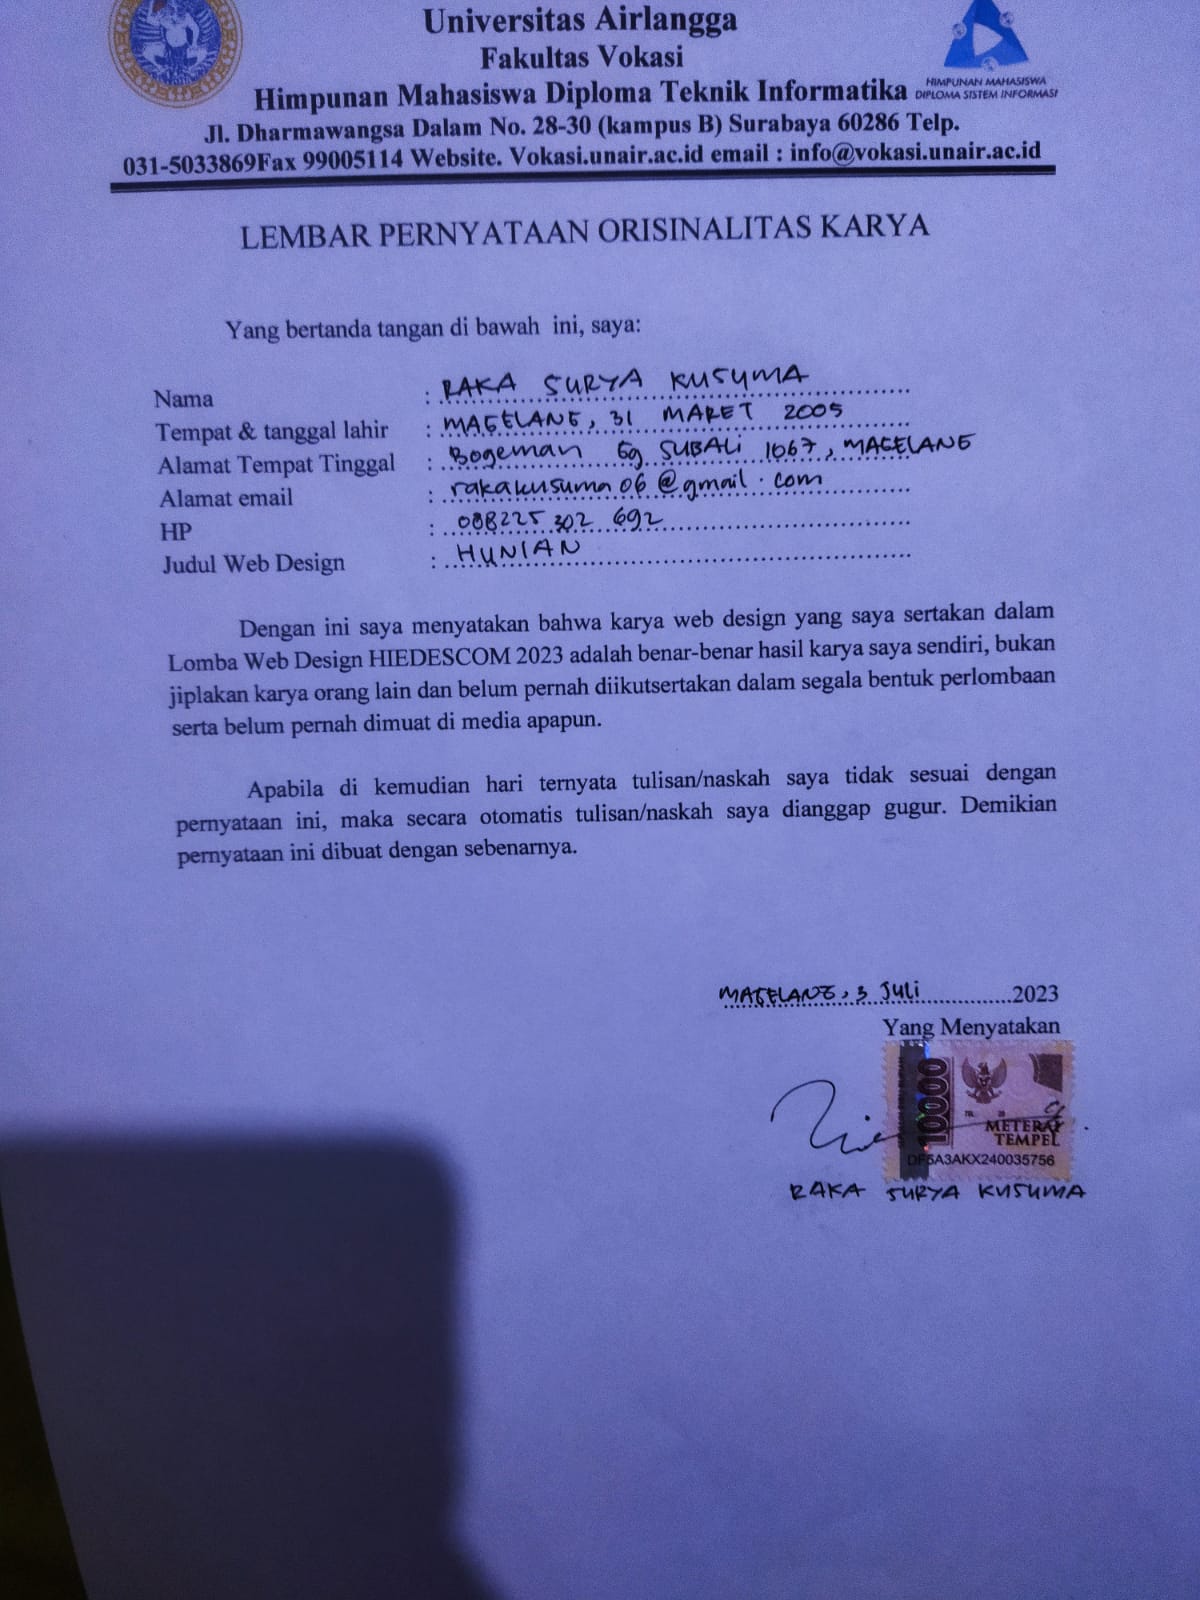 Universitas Airlangga
Fakultas Vokasi
Himpunan Mahasiswa Diploma Teknik Informatika
HIMPUNAN MAHASISWA
DIPLOMA SISTEM INFORMASI
Jl. Dharmawangsa Dalam No. 28-30 (kampus B) Surabaya 60286 Telp.
031-5033869Fax 99005114 Website. Vokasi.unair.ac.id email : info@vokasi.unair.ac.id
LEMBAR PERNYATAAN ORISINALITAS KARYA
Yang bertanda tangan di bawah ini, saya:
Nama : RAKA SURYA KUSUMA
Tempat & tanggal lahir : MAGELANG, 31 MARET 2005
Alamat Tempat Tinggal : Bogeman Gg SUBALI 1067, MAGELANG
Alamat email : rakakusuma06@gmail.com
HP : 088225 302 692
Judul Web Design : HUNIAN
Dengan ini saya menyatakan bahwa karya web design yang saya sertakan dalam
Lomba Web Design HIEDESCOM 2023 adalah benar-benar hasil karya saya sendiri, bukan
jiplakan karya orang lain dan belum pernah diikutsertakan dalam segala bentuk perlombaan
serta belum pernah dimuat di media apapun.
Apabila di kemudian hari ternyata tulisan/naskah saya tidak sesuai dengan
pernyataan ini, maka secara otomatis tulisan/naskah saya dianggap gugur. Demikian
pernyataan ini dibuat dengan sebenarnya.
MAGELANG, 3 Juli 2023
Yang Menyatakan
10000
METERAI
TEMPEL
DF5A3AKX240035756
RAKA SURYA KUSUMA